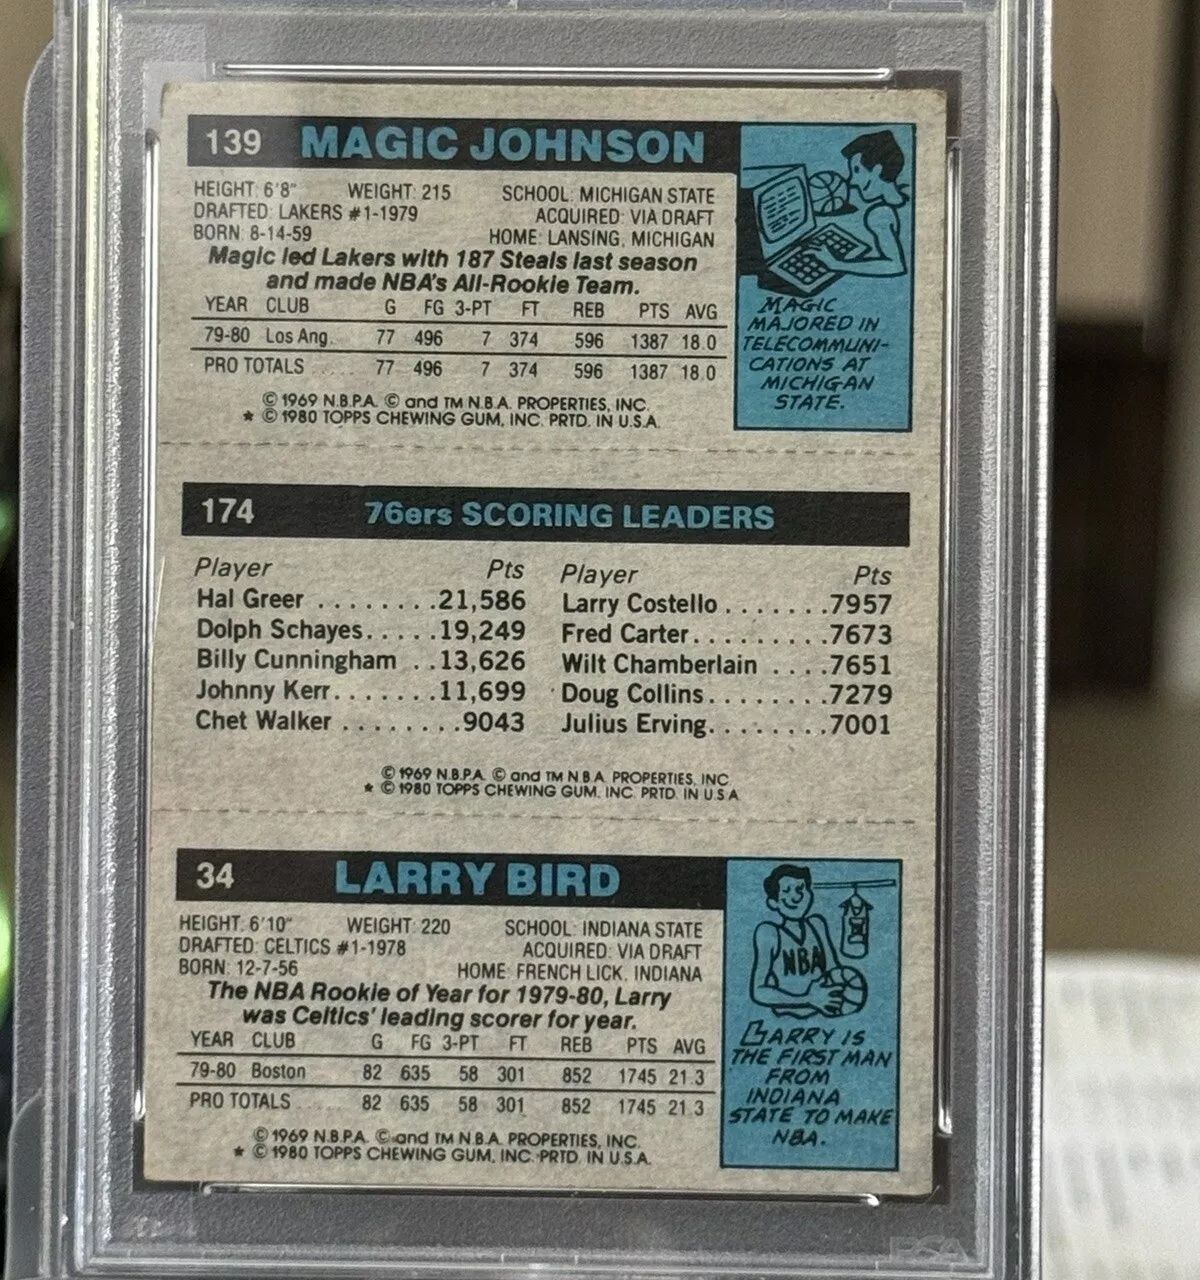 139 MAGIC JOHNSON
HEIGHT: 6'8" WEIGHT: 215 SCHOOL: MICHIGAN STATE
DRAFTED: LAKERS #1-1979 ACQUIRED: VIA DRAFT
BORN: 8-14-59 HOME: LANSING, MICHIGAN
Magic led Lakers with 187 Steals last season
and made NBA's All-Rookie Team.
YEAR CLUB G FG 3-PT FT REB PTS AVG
79-80 Los Ang. 77 496 7 374 596 1387 18.0
PRO TOTALS ..... 77 496 7 374 596 1387 18.0
© 1969 N.B.P.A. © and TM N.B.A. PROPERTIES, INC.
* © 1980 TOPPS CHEWING GUM, INC. PRTD. IN U.S.A.
MAGIC
MAJORED IN
TELECOMMUNI-
CATIONS AT
MICHIGAN
STATE.
174 76ers SCORING LEADERS
Player Pts Player Pts
Hal Greer ........21,586 Larry Costello .......7957
Dolph Schayes.....19,249 Fred Carter.........7673
Billy Cunningham ..13,626 Wilt Chamberlain ....7651
Johnny Kerr.......11,699 Doug Collins........7279
Chet Walker ........9043 Julius Erving........7001
© 1969 N.B.P.A. © and TM N.B.A. PROPERTIES, INC.
* © 1980 TOPPS CHEWING GUM, INC. PRTD. IN U.S.A.
34 LARRY BIRD
HEIGHT: 6'10" WEIGHT: 220 SCHOOL: INDIANA STATE
DRAFTED: CELTICS #1-1978 ACQUIRED: VIA DRAFT
BORN: 12-7-56 HOME: FRENCH LICK, INDIANA
The NBA Rookie of Year for 1979-80, Larry
was Celtics' leading scorer for year.
YEAR CLUB G FG 3-PT FT REB PTS AVG
79-80 Boston 82 635 58 301 852 1745 21.3
PRO TOTALS ..... 82 635 58 301 852 1745 21.3
© 1969 N.B.P.A. © and TM N.B.A. PROPERTIES, INC.
* © 1980 TOPPS CHEWING GUM, INC. PRTD. IN U.S.A.
NBA
LARRY IS
THE FIRST MAN
FROM
INDIANA
STATE TO MAKE
NBA.
PSA